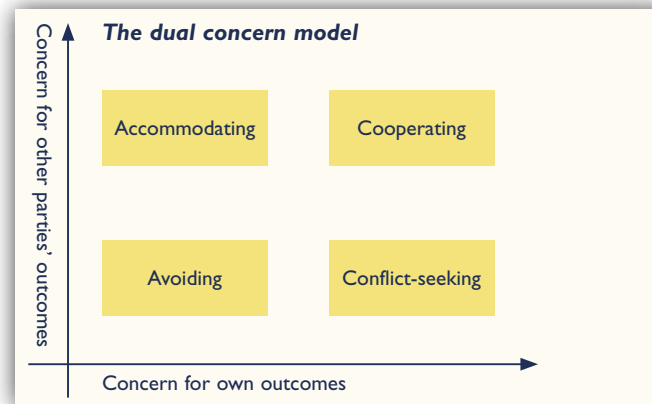 The dual concern model
Concern for other parties’ outcomes
Accommodating
Cooperating
Avoiding
Conflict-seeking
Concern for own outcomes